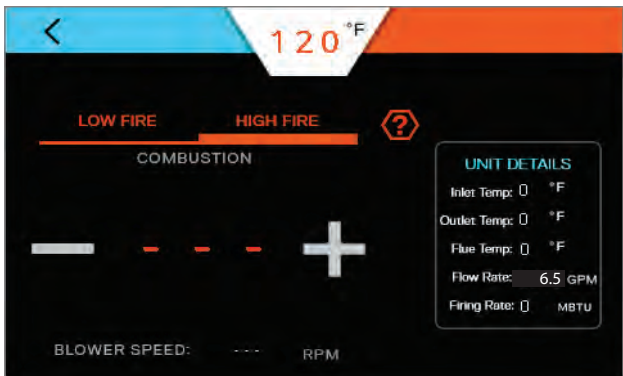 120°F
LOW FIRE HIGH FIRE ?
COMBUSTION
- - -
BLOWER SPEED: --- RPM
UNIT DETAILS
Inlet Temp: 0 °F
Outlet Temp: 0 °F
Flue Temp: 0 °F
Flow Rate: 6.5 GPM
Firing Rate: 0 MBTU